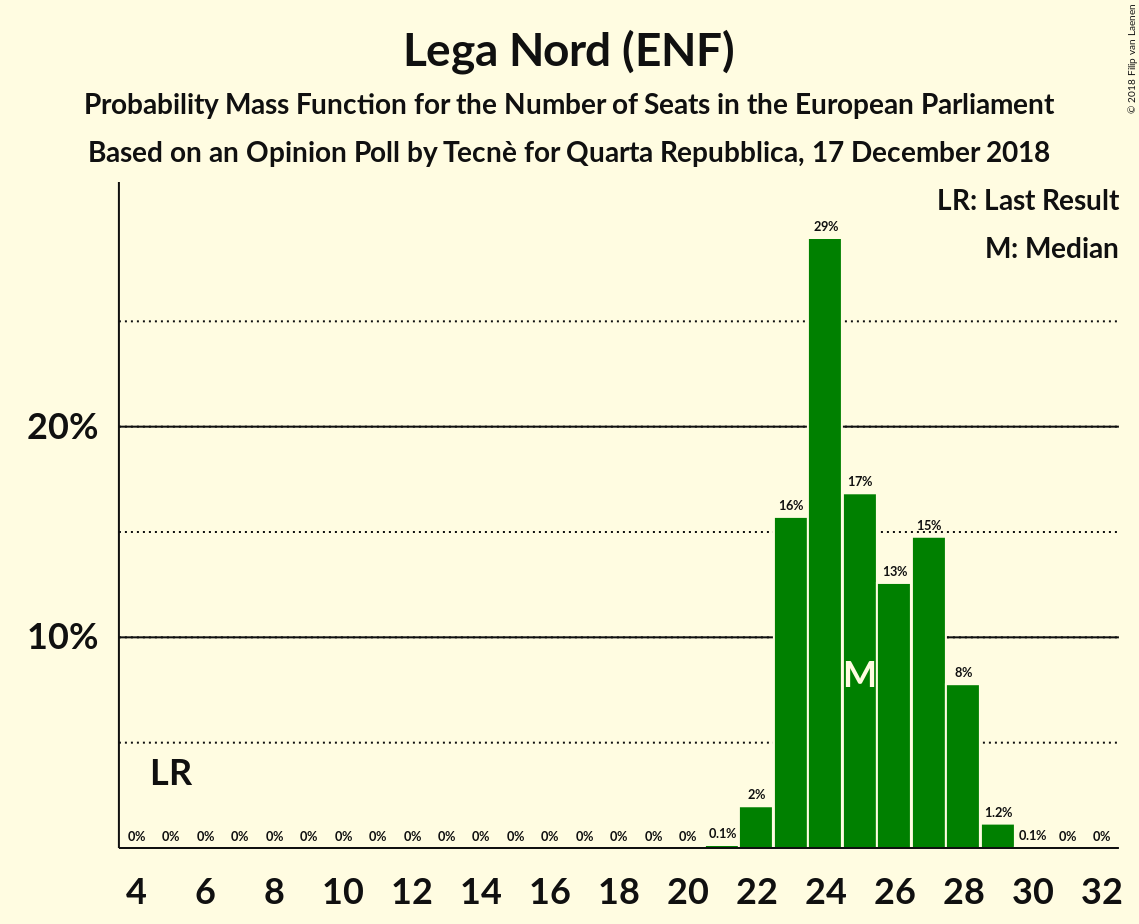 Lega Nord (ENF)
Probability Mass Function for the Number of Seats in the European Parliament
Based on an Opinion Poll by Tecnè for Quarta Repubblica, 17 December 2018
© 2018 Filip van Laenen
LR: Last Result
M: Median
29%
20%
17%
16%
15%
13%
10%
M
8%
LR
2%
1.2%
0% 0% 0% 0% 0% 0% 0% 0% 0% 0% 0% 0% 0% 0% 0% 0% 0% 0.1% 0.1% 0% 0%
4 6 8 10 12 14 16 18 20 22 24 26 28 30 32